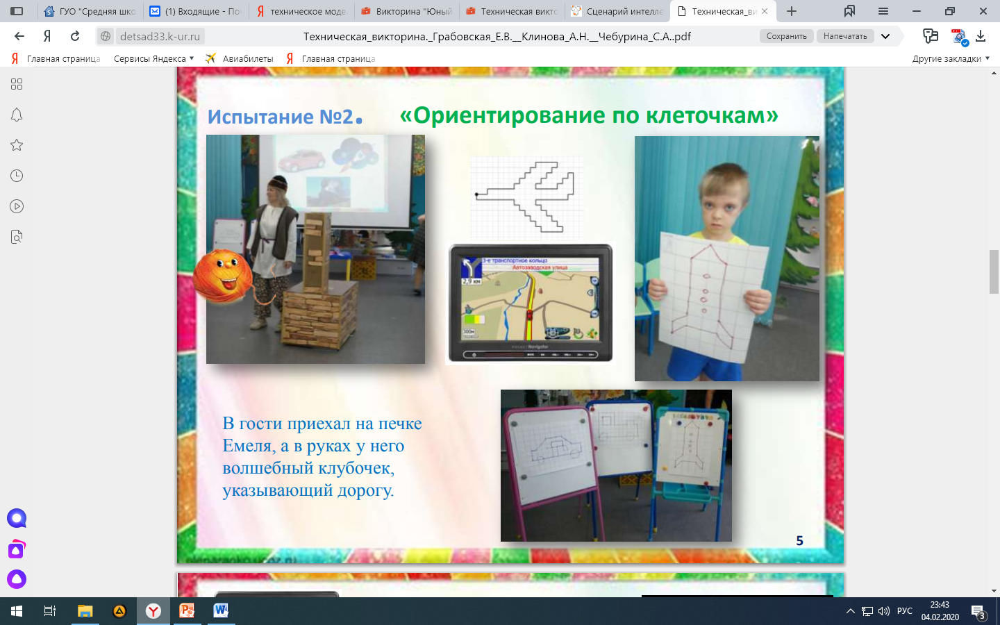 ГУО "Средняя шко
(1) Входящие - По
техническое моде
Викторина "Юный
Техническая викто
Сценарий интелле
Техническая_ви
detsad33.k-ur.ru
Техническая_викторина._Грабовская_Е.В.__Клинова_А.Н.__Чебурина_С.А..pdf
Сохранить
Напечатать
Главная страница
Сервисы Яндекса
Авиабилеты
Главная страница
Другие закладки
Испытание №2. «Ориентирование по клеточкам»
3-е транспортное кольцо
Автозаводская улица
2,9 км
300м
Navigator
В гости приехал на печке
Емеля, а в руках у него
волшебный клубочек,
указывающий дорогу.
5
РУС
23:43
04.02.2020
3